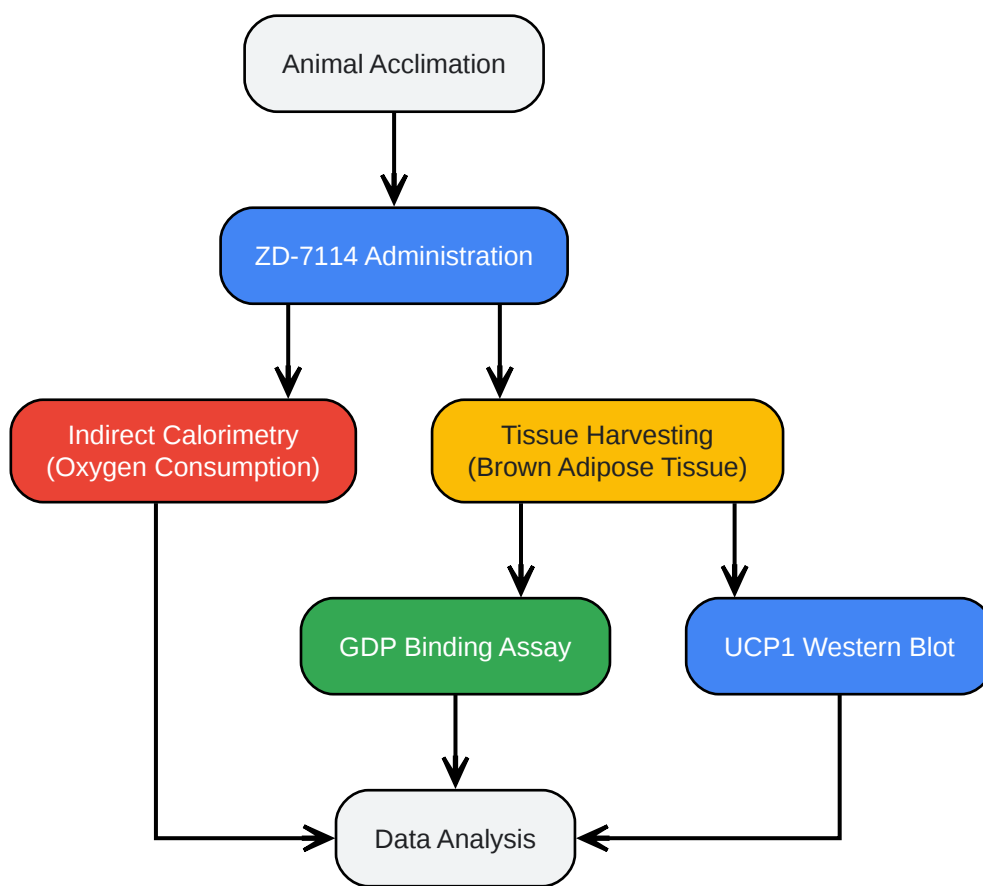 Animal Acclimation
ZD-7114 Administration
Indirect Calorimetry
(Oxygen Consumption)
Tissue Harvesting
(Brown Adipose Tissue)
GDP Binding Assay
UCP1 Western Blot
Data Analysis